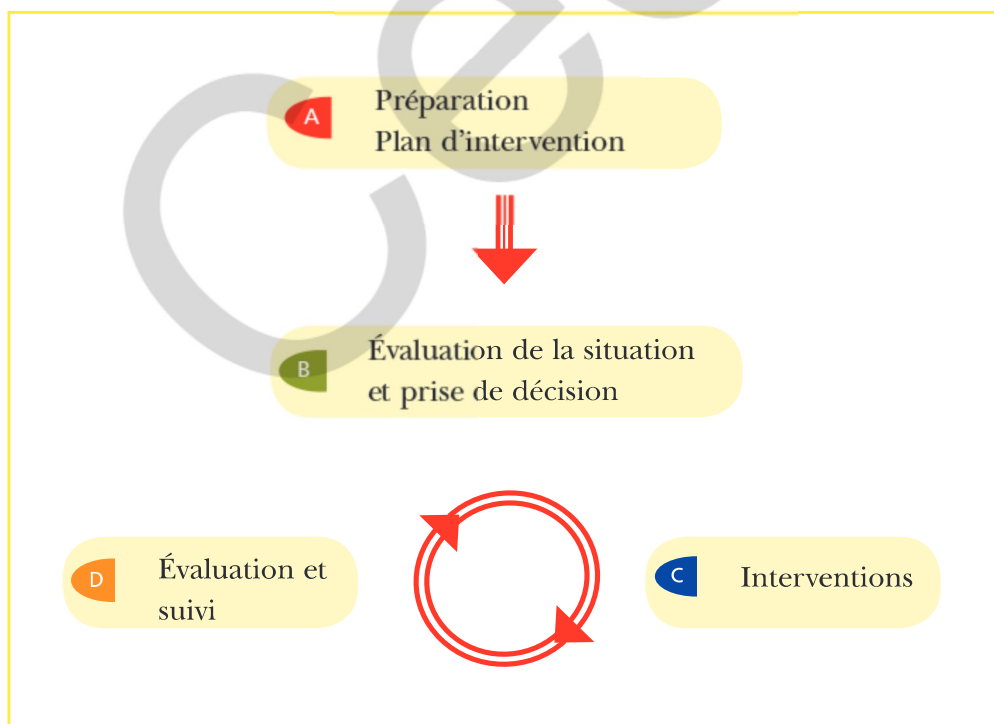 A
Préparation
Plan d’intervention
B
Évaluation de la situation
et prise de décision
D
Évaluation et
suivi
C
Interventions